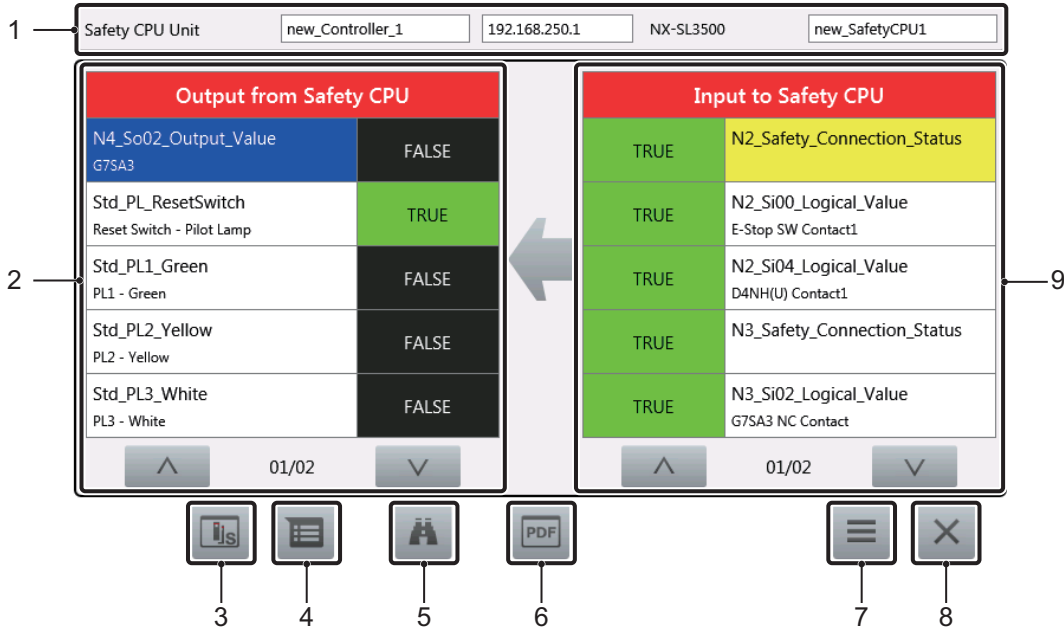 1
Safety CPU Unit new_Controller_1 192.168.250.1 NX-SL3500 new_SafetyCPU1
2
Output from Safety CPU
N4_So02_Output_Value FALSE
G7SA3
Std_PL_ResetSwitch TRUE
Reset Switch - Pilot Lamp
Std_PL1_Green FALSE
PL1 - Green
Std_PL2_Yellow FALSE
PL2 - Yellow
Std_PL3_White FALSE
PL3 - White
01/02
Input to Safety CPU
TRUE N2_Safety_Connection_Status
TRUE N2_Si00_Logical_Value
E-Stop SW Contact1
TRUE N2_Si04_Logical_Value
D4NH(U) Contact1
TRUE N3_Safety_Connection_Status
TRUE N3_Si02_Logical_Value
G7SA3 NC Contact
01/02
9
js
PDF
3 4 5 6 7 8